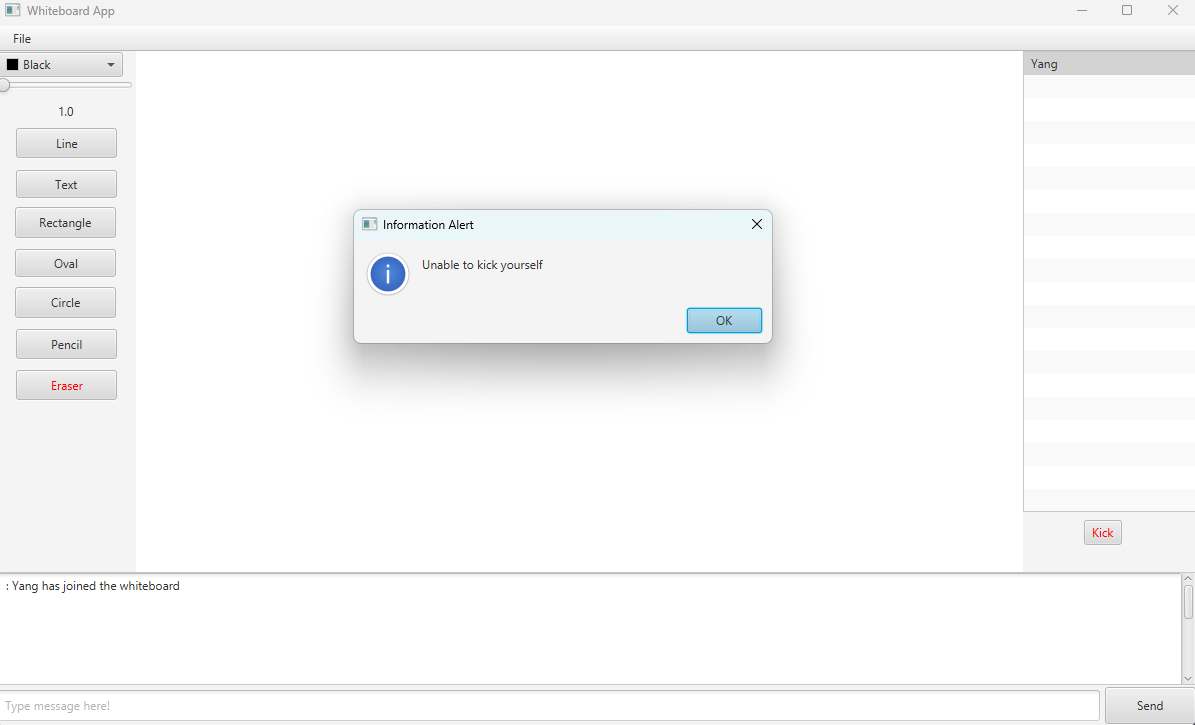 Whiteboard App
File
Black
1.0
Line
Text
Rectangle
Oval
Circle
Pencil
Eraser
Information Alert
Unable to kick yourself
OK
Yang
Kick
: Yang has joined the whiteboard
Type message here!
Send